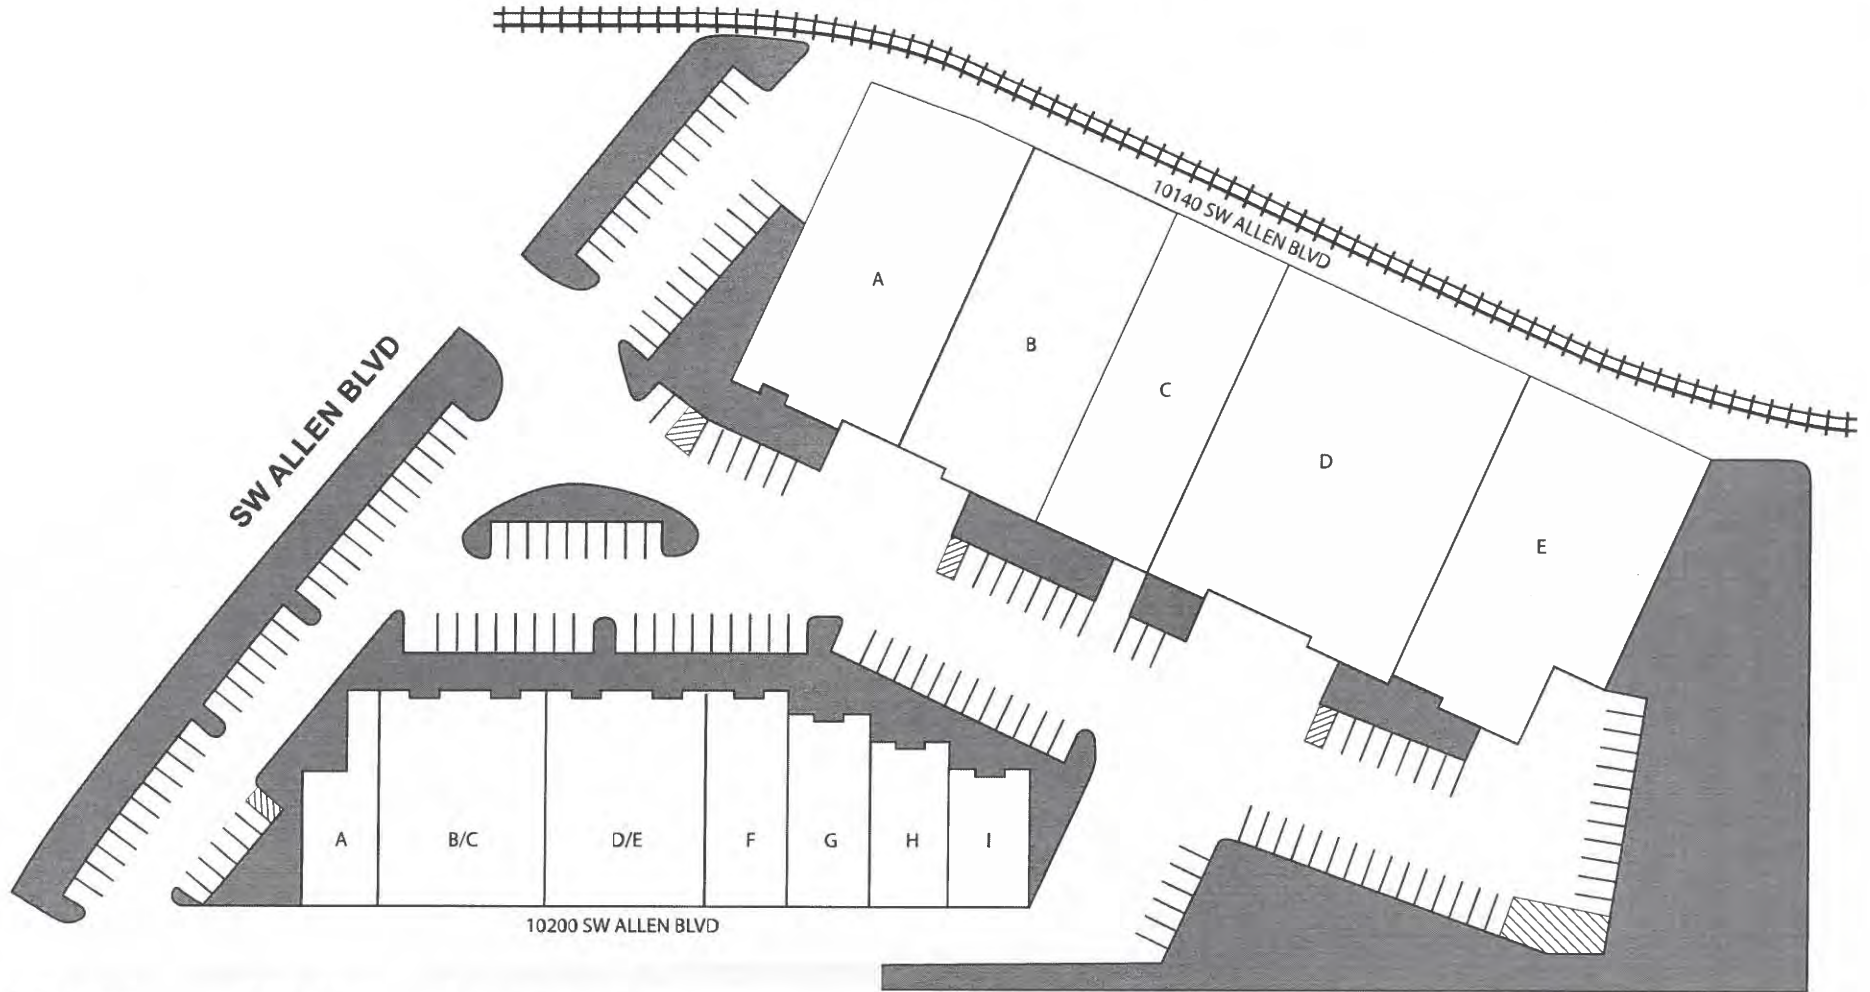 10140 SW ALLEN BLVD
A
B
C
D
E
SW ALLEN BLVD
A
B/C
D/E
F
G
H
I
10200 SW ALLEN BLVD